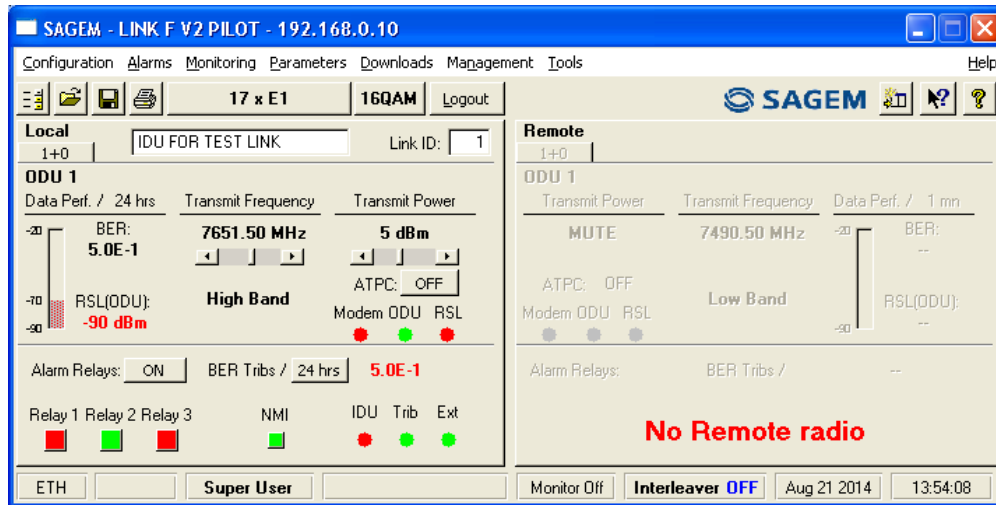 SAGEM - LINK F V2 PILOT - 192.168.0.10
Configuration Alarms Monitoring Parameters Downloads Management Tools Help
17 x E1 16QAM Logout SAGEM
Local IDU FOR TEST LINK Link ID: 1
1+0
ODU 1
Data Perf. / 24 hrs Transmit Frequency Transmit Power
-20 BER: 7651.50 MHz 5 dBm
5.0E-1
ATPC: OFF
-70 RSL(ODU): High Band
Modem ODU RSL
-90 -90 dBm
Alarm Relays: ON BER Tribs / 24 hrs 5.0E-1
Relay 1 Relay 2 Relay 3 NMI IDU Trib Ext
Remote
1+0
ODU 1
Transmit Power Transmit Frequency Data Perf. / 1 mn
MUTE 7490.50 MHz -20 BER:
--
ATPC: OFF
Low Band RSL(ODU):
Modem ODU RSL
-90 --
Alarm Relays: BER Tribs / --
No Remote radio
ETH Super User Monitor Off Interleaver OFF Aug 21 2014 13:54:08